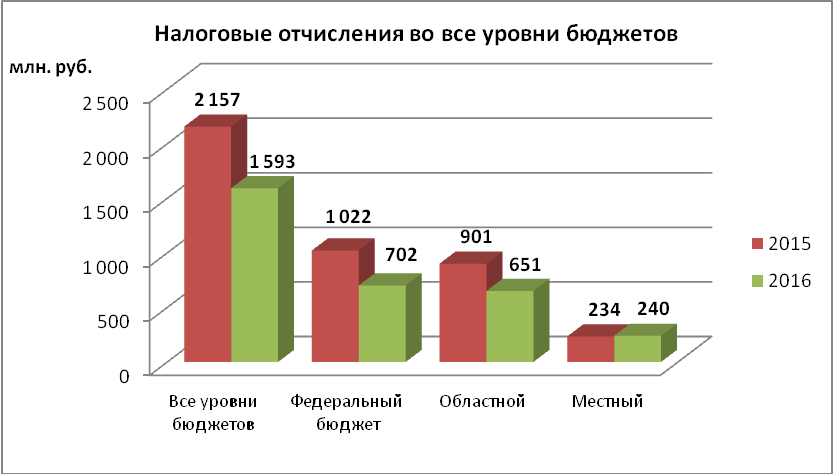 Налоговые отчисления во все уровни бюджетов
млн. руб.
2 500
2 000
1 500
1 000
500
0
2 157
1 593
1 022
702
901
651
234
240
Все уровни
бюджетов
Федеральный
бюджет
Областной
Местный
2015
2016